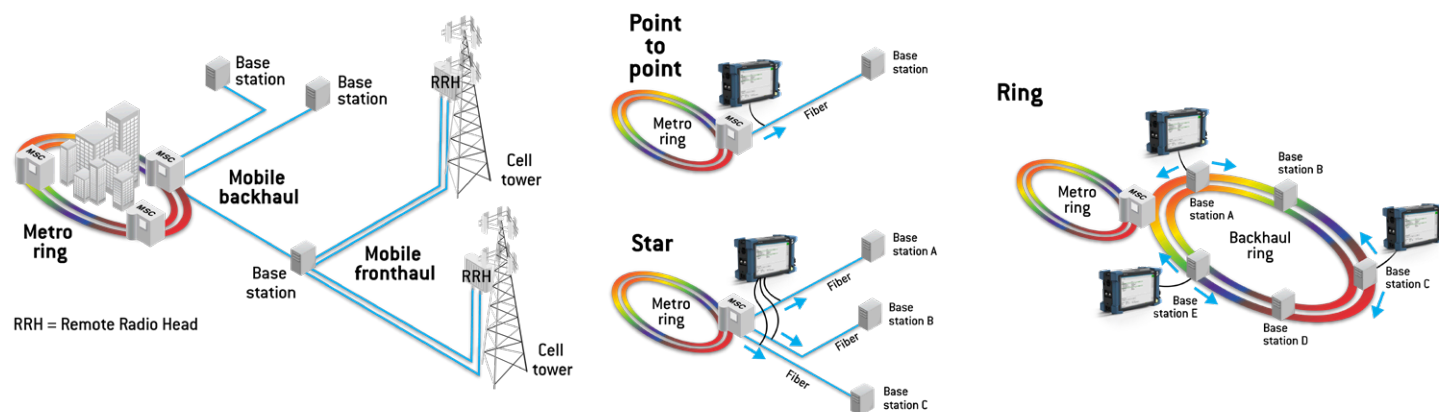 Base
station
Base
station
RRH
MSC
MSC
MSC
Mobile
backhaul
Cell
tower
Metro
ring
Base
station
Mobile
fronthaul
RRH
RRH = Remote Radio Head
Cell
tower
Point
to
point
Base
station
Fiber
Metro
ring
MSC
Star
Base
station A
Fiber
Metro
ring
MSC
Base
station B
Fiber
Fiber
Base
station C
Ring
Base
station B
Metro
ring
MSC
Base
station A
Backhaul
ring
Base
station C
Base
station E
Base
station D